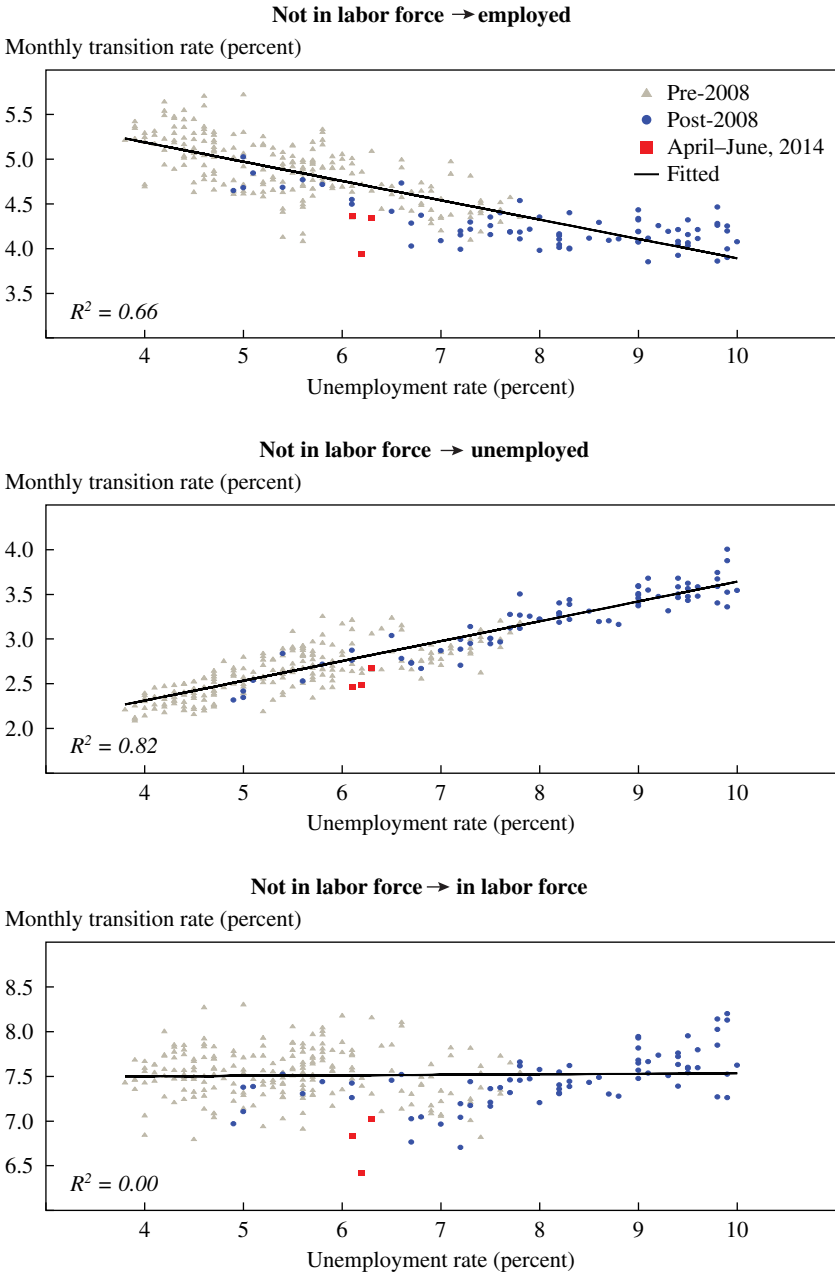 Not in labor force → employed
Monthly transition rate (percent)
5.5
5.0
4.5
4.0
3.5
Pre-2008
Post-2008
April–June, 2014
Fitted
R² = 0.66
4 5 6 7 8 9 10
Unemployment rate (percent)
Not in labor force → unemployed
Monthly transition rate (percent)
4.0
3.5
3.0
2.5
2.0
R² = 0.82
4 5 6 7 8 9 10
Unemployment rate (percent)
Not in labor force → in labor force
Monthly transition rate (percent)
8.5
8.0
7.5
7.0
6.5
R² = 0.00
4 5 6 7 8 9 10
Unemployment rate (percent)